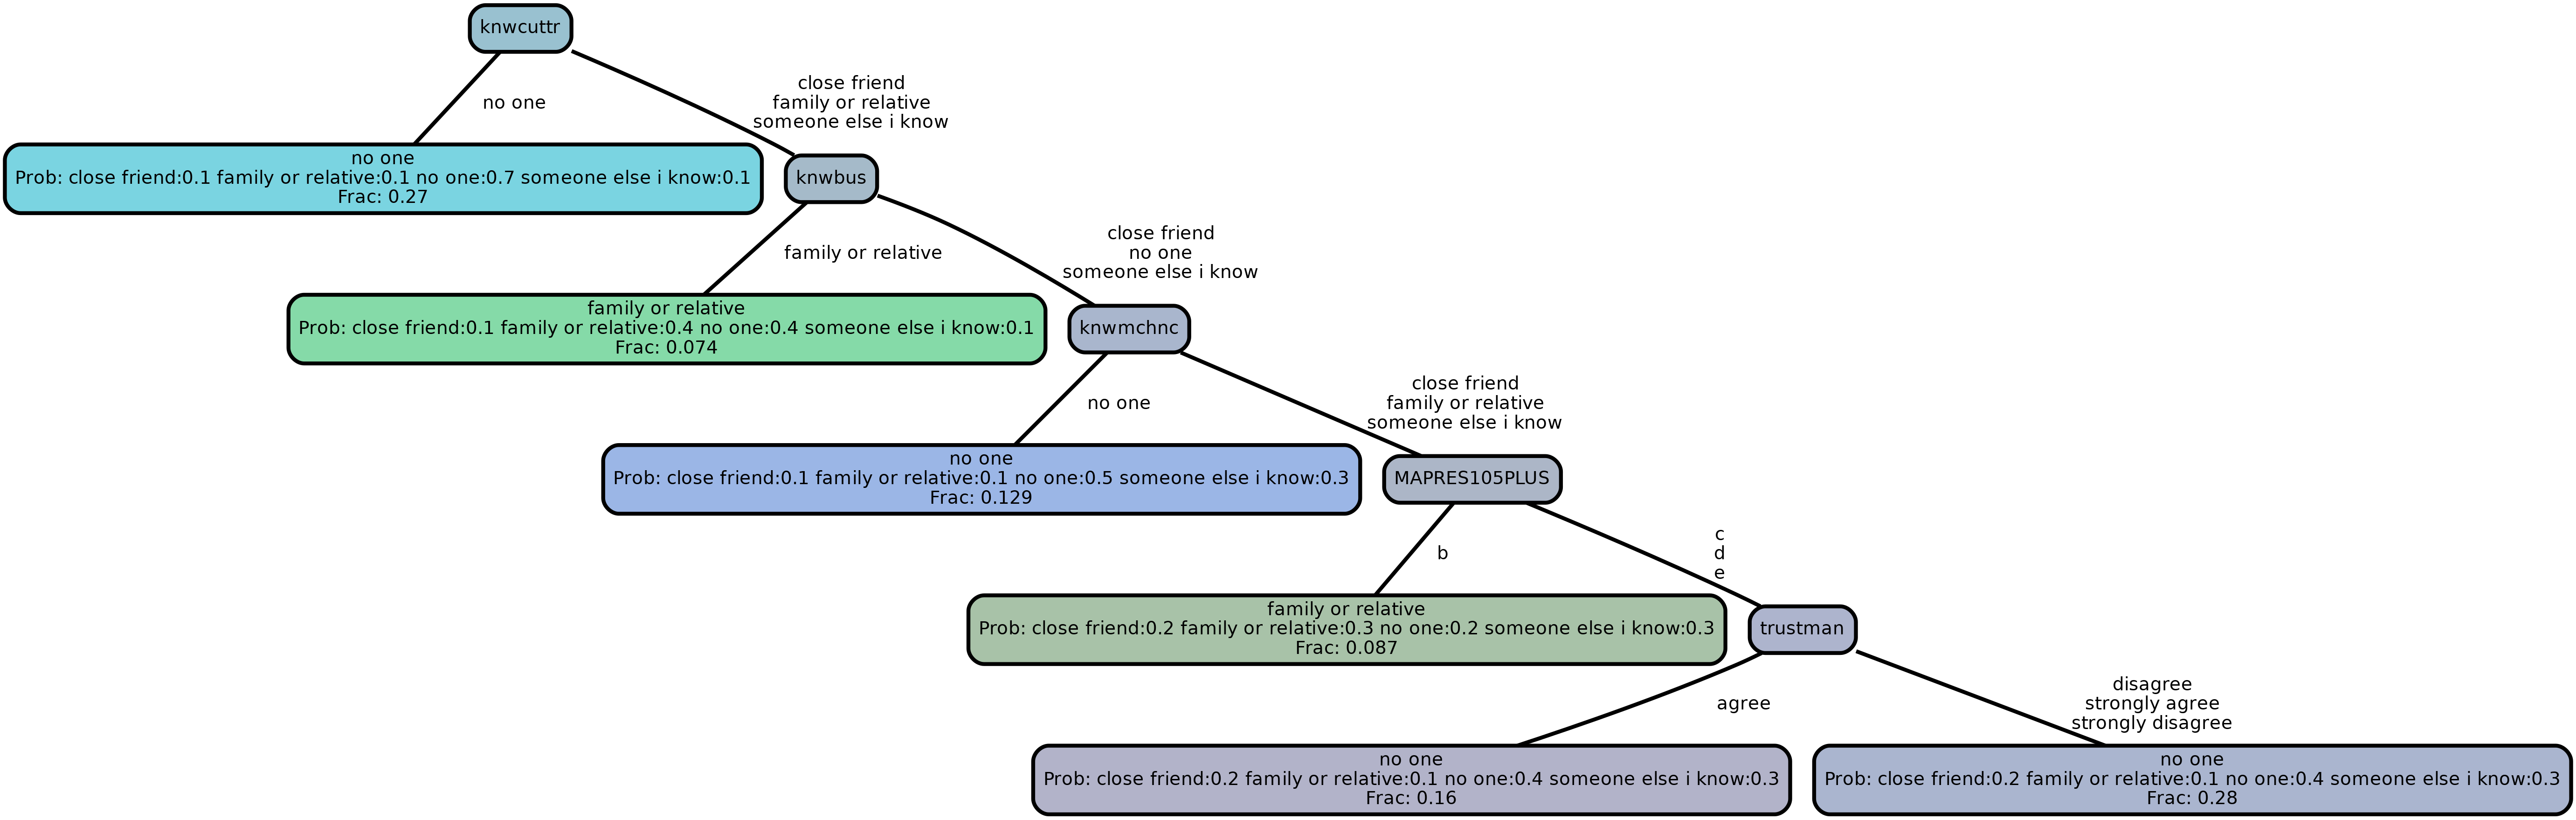 knwcuttr
no one
close friend
family or relative
someone else i know
no one
Prob: close friend:0.1 family or relative:0.1 no one:0.7 someone else i know:0.1
Frac: 0.27
knwbus
family or relative
close friend
no one
someone else i know
family or relative
Prob: close friend:0.1 family or relative:0.4 no one:0.4 someone else i know:0.1
Frac: 0.074
knwmchnc
no one
close friend
family or relative
someone else i know
no one
Prob: close friend:0.1 family or relative:0.1 no one:0.5 someone else i know:0.3
Frac: 0.129
MAPRES105PLUS
b
c
d
e
family or relative
Prob: close friend:0.2 family or relative:0.3 no one:0.2 someone else i know:0.3
Frac: 0.087
trustman
agree
disagree
strongly agree
strongly disagree
no one
Prob: close friend:0.2 family or relative:0.1 no one:0.4 someone else i know:0.3
Frac: 0.16
no one
Prob: close friend:0.2 family or relative:0.1 no one:0.4 someone else i know:0.3
Frac: 0.28